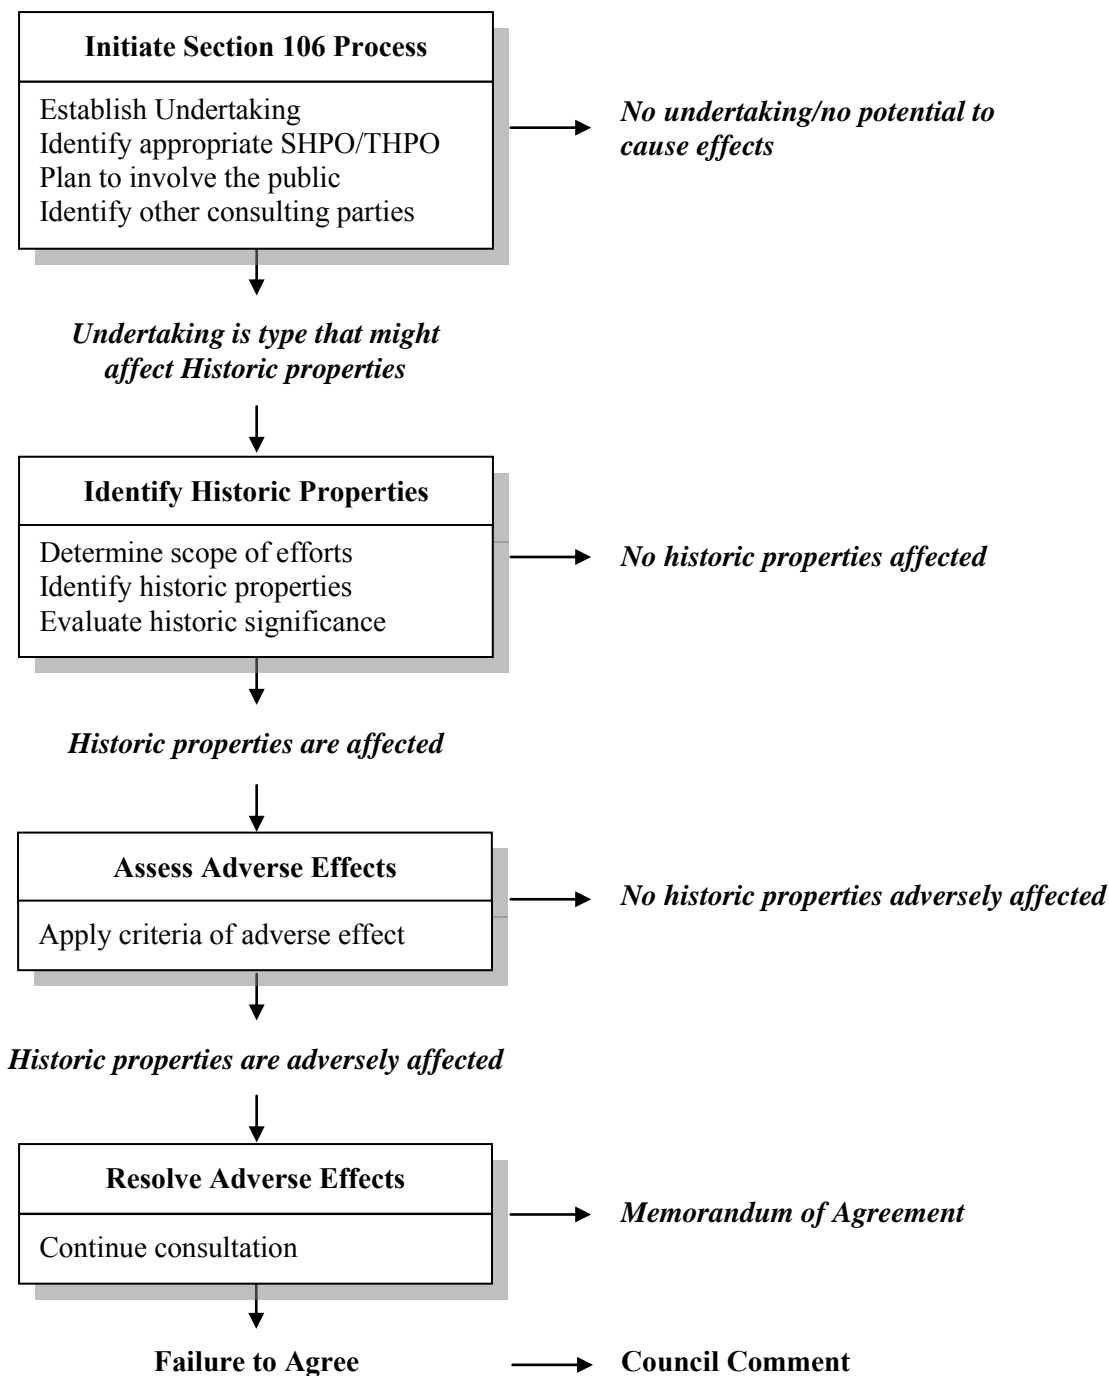 Initiate Section 106 Process
Establish Undertaking
Identify appropriate SHPO/THPO
Plan to involve the public
Identify other consulting parties
No undertaking/no potential to
cause effects
Undertaking is type that might
affect Historic properties
Identify Historic Properties
Determine scope of efforts
Identify historic properties
Evaluate historic significance
No historic properties affected
Historic properties are affected
Assess Adverse Effects
Apply criteria of adverse effect
No historic properties adversely affected
Historic properties are adversely affected
Resolve Adverse Effects
Continue consultation
Memorandum of Agreement
Failure to Agree
Council Comment